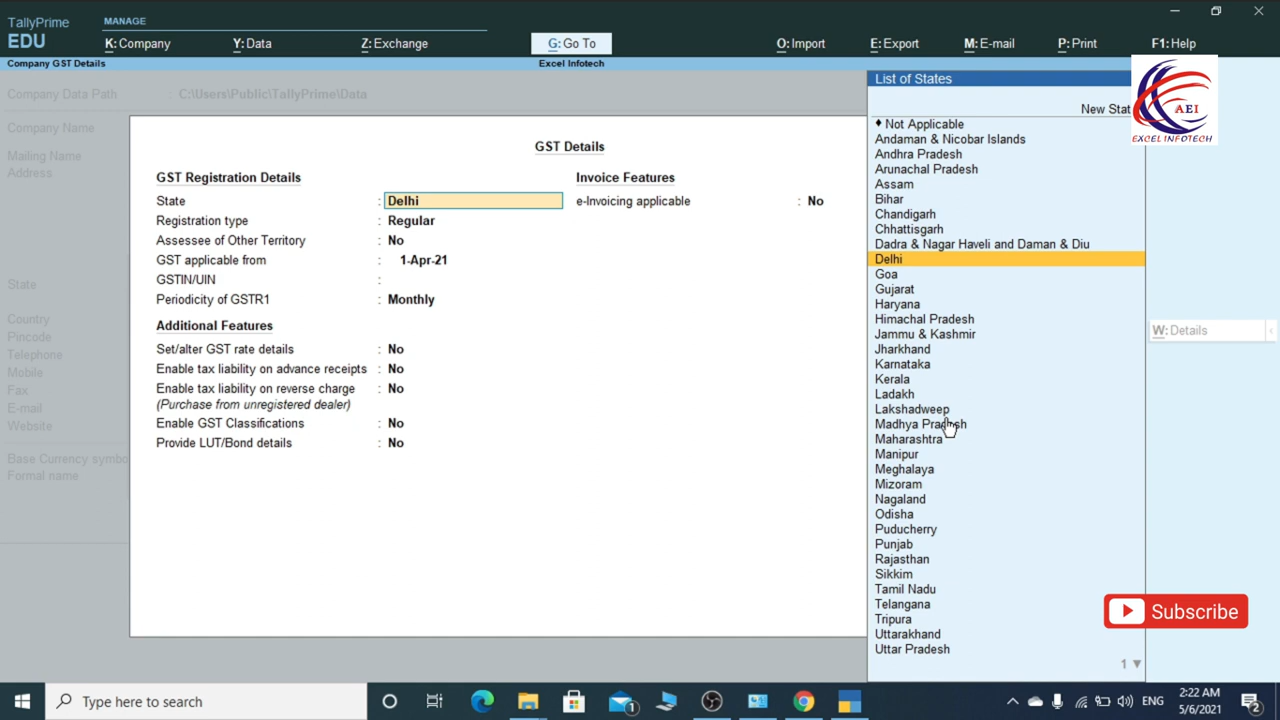 TallyPrime
EDU
MANAGE
K: Company
Y: Data
Z: Exchange
G: Go To
O: Import
E: Export
M: E-mail
P: Print
F1: Help
Company GST Details
Excel Infotech
Company Data Path
C:\Users\Public\TallyPrime\Data
Company Name
Mailing Name
Address
State
Country
Pincode
Telephone
Mobile
Fax
E-mail
Website
Base Currency symbo
Formal name
GST Details
GST Registration Details
State : Delhi
Registration type : Regular
Assessee of Other Territory : No
GST applicable from : 1-Apr-21
GSTIN/UIN :
Periodicity of GSTR1 : Monthly
Additional Features
Set/alter GST rate details : No
Enable tax liability on advance receipts : No
Enable tax liability on reverse charge : No
(Purchase from unregistered dealer)
Enable GST Classifications : No
Provide LUT/Bond details : No
Invoice Features
e-Invoicing applicable : No
List of States
New Stat
♦ Not Applicable
Andaman & Nicobar Islands
Andhra Pradesh
Arunachal Pradesh
Assam
Bihar
Chandigarh
Chhattisgarh
Dadra & Nagar Haveli and Daman & Diu
Delhi
Goa
Gujarat
Haryana
Himachal Pradesh
Jammu & Kashmir
Jharkhand
Karnataka
Kerala
Ladakh
Lakshadweep
Madhya Pradesh
Maharashtra
Manipur
Meghalaya
Mizoram
Nagaland
Odisha
Puducherry
Punjab
Rajasthan
Sikkim
Tamil Nadu
Telangana
Tripura
Uttarakhand
Uttar Pradesh
1 ▼
AEI
EXCEL INFOTECH
W: Details
Subscribe
Type here to search
1
ENG
2:22 AM
5/6/2021
2